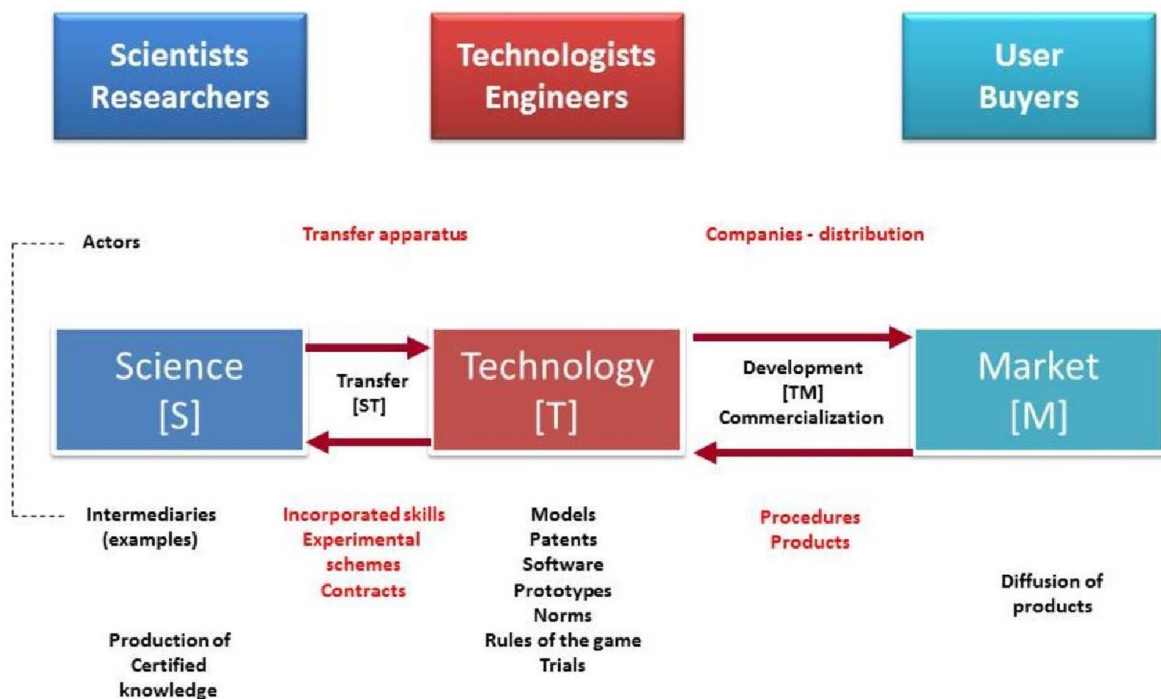 Scientists
Researchers
Technologists
Engineers
User
Buyers
Actors
Transfer apparatus
Companies - distribution
Science
[S]
Transfer
[ST]
Technology
[T]
Development
[TM]
Commercialization
Market
[M]
Intermediaries
(examples)
Incorporated skills
Experimental
schemes
Contracts
Models
Patents
Software
Prototypes
Norms
Rules of the game
Trials
Procedures
Products
Diffusion of
products
Production of
Certified
knowledge